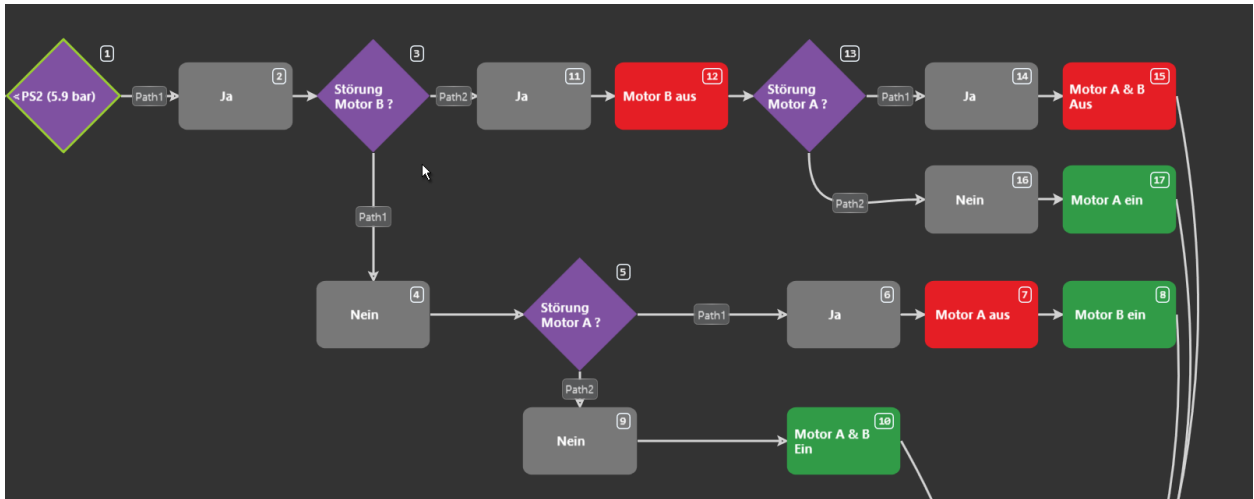 1
< PS2 (5.9 bar)
Path1
2
Ja
3
Störung
Motor B ?
Path2
11
Ja
12
Motor B aus
13
Störung
Motor A ?
Path1
14
Ja
15
Motor A & B
Aus
Path2
16
Nein
17
Motor A ein
Path1
4
Nein
5
Störung
Motor A ?
Path1
6
Ja
7
Motor A aus
8
Motor B ein
Path2
9
Nein
10
Motor A & B
Ein